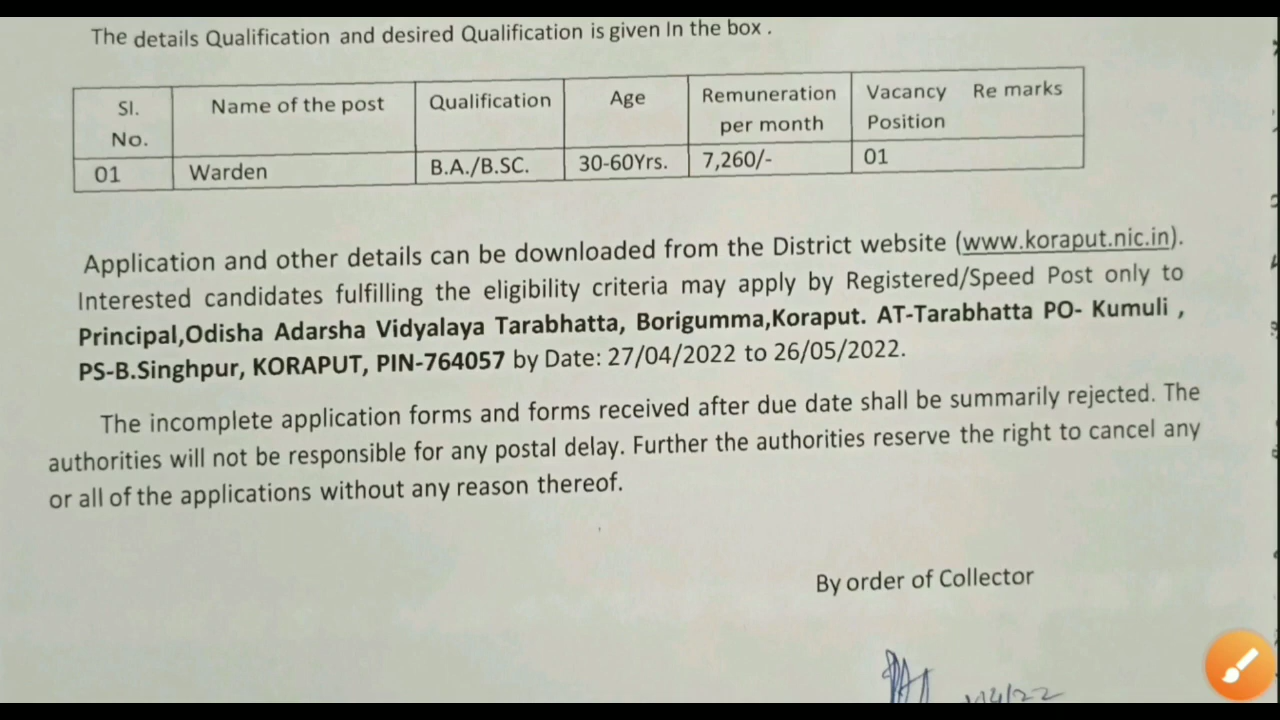 The details Qualification and desired Qualification is given In the box .
Sl. No. Name of the post Qualification Age Remuneration per month Vacancy Position Re marks
01 Warden B.A./B.SC. 30-60Yrs. 7,260/- 01
Application and other details can be downloaded from the District website (www.koraput.nic.in).
Interested candidates fulfilling the eligibility criteria may apply by Registered/Speed Post only to
Principal,Odisha Adarsha Vidyalaya Tarabhatta, Borigumma,Koraput. AT-Tarabhatta PO- Kumuli ,
PS-B.Singhpur, KORAPUT, PIN-764057 by Date: 27/04/2022 to 26/05/2022.
The incomplete application forms and forms received after due date shall be summarily rejected. The
authorities will not be responsible for any postal delay. Further the authorities reserve the right to cancel any
or all of the applications without any reason thereof.
By order of Collector